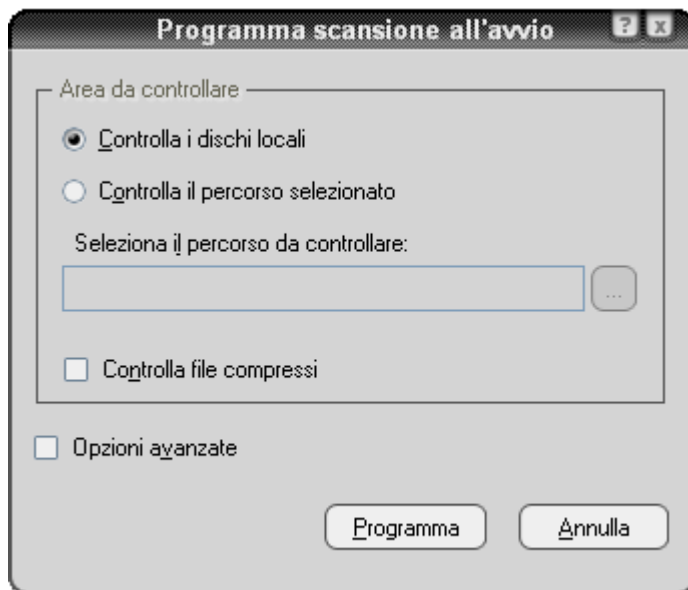 Programma scansione all'avvio
? x
Area da controllare
Controlla i dischi locali
Controlla il percorso selezionato
Seleziona il percorso da controllare:
...
Controlla file compressi
Opzioni avanzate
Programma Annulla